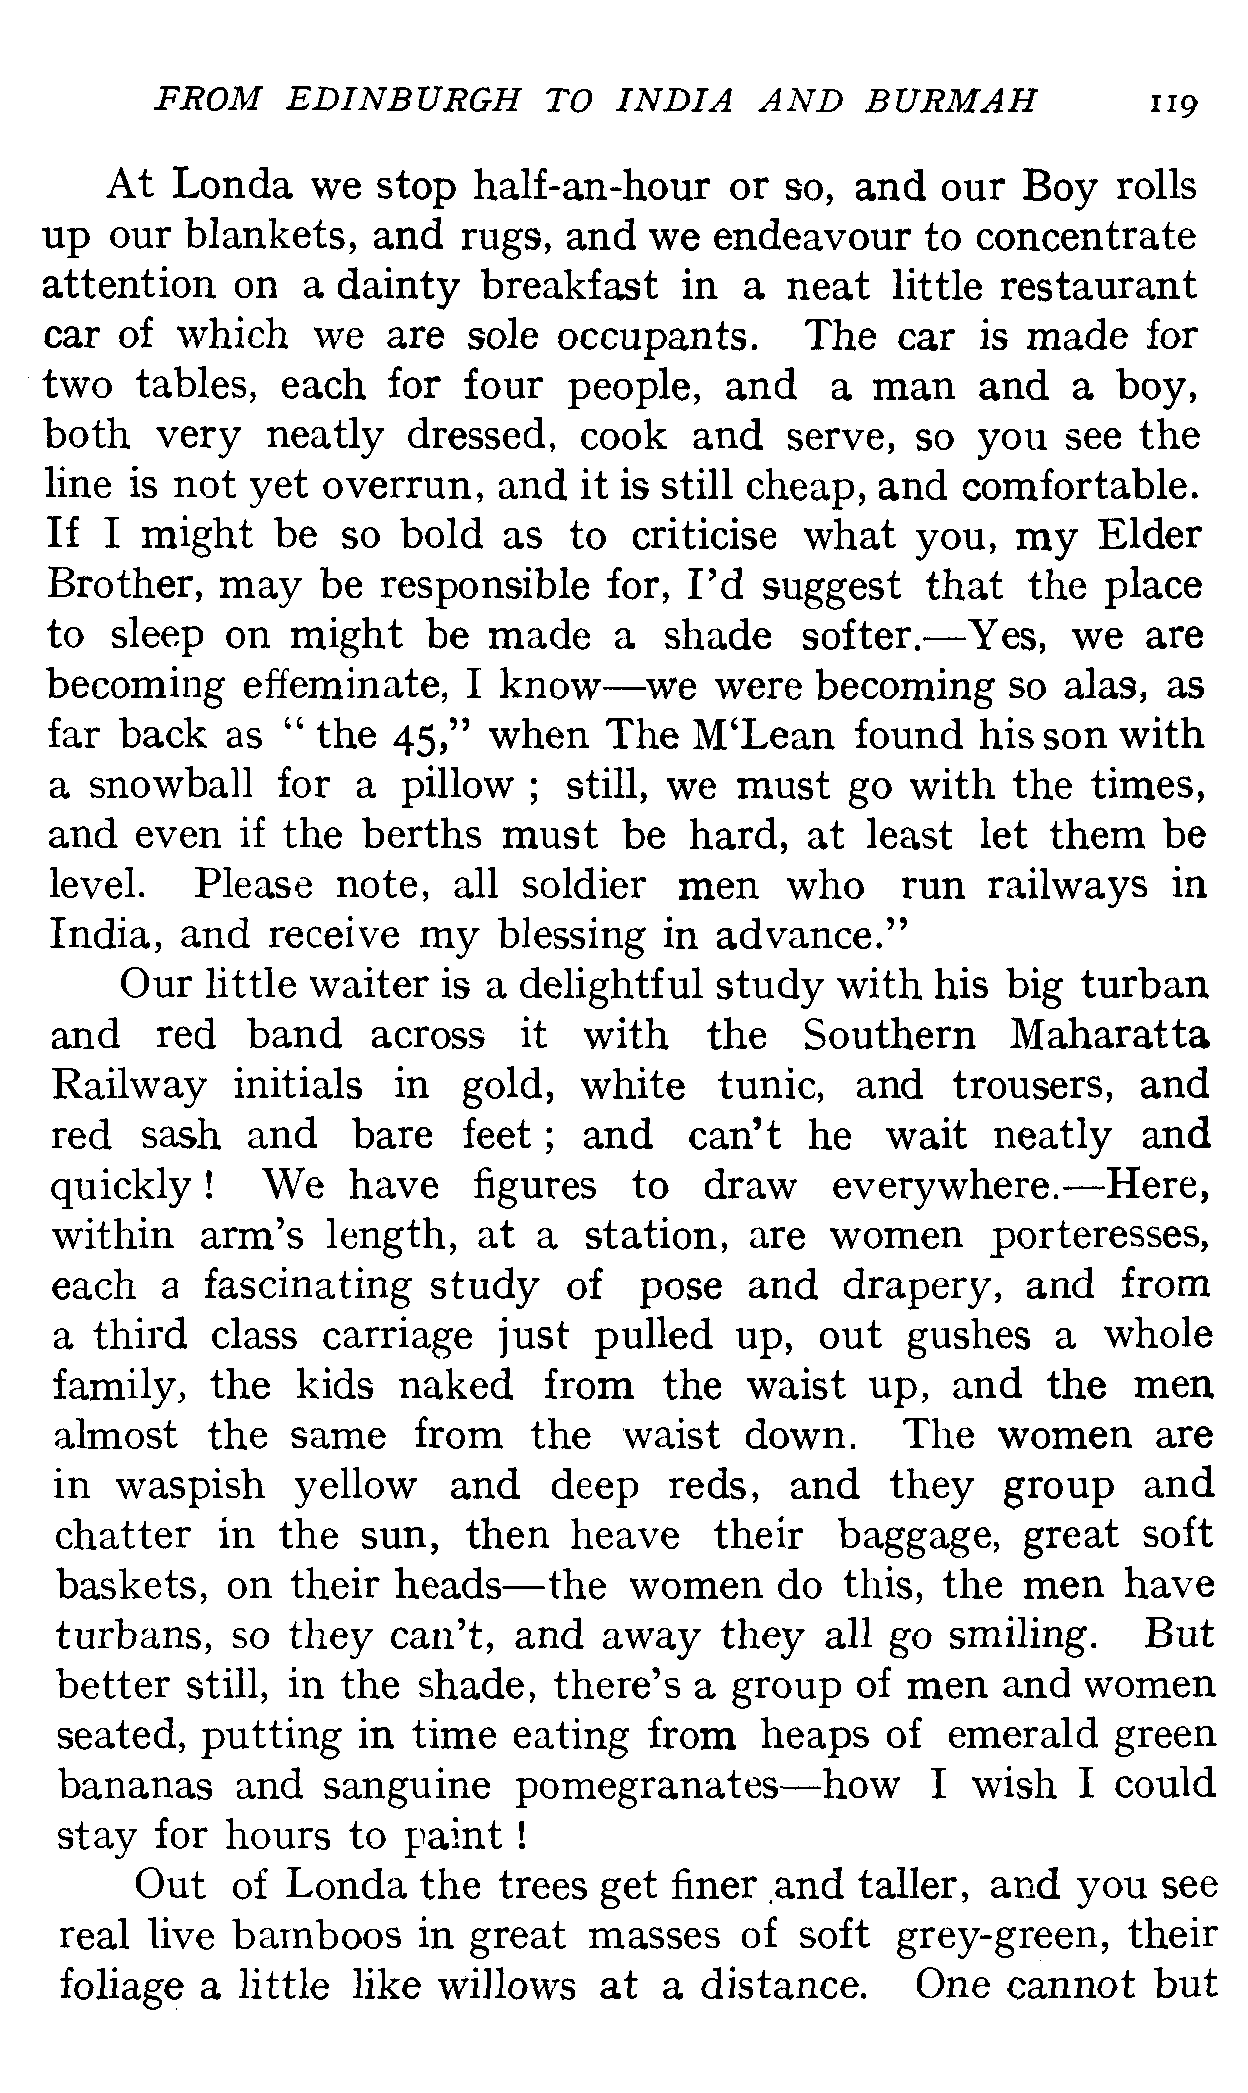 FROM EDINBURGH TO INDIA AND BURMAH 119
At Londa we stop half-an-hour or so, and our Boy rolls
up our blankets, and rugs, and we endeavour to concentrate
attention on a dainty breakfast in a neat little restaurant
car of which we are sole occupants. The car is made for
two tables, each for four people, and a man and a boy,
both very neatly dressed, cook and serve, so you see the
line is not yet overrun, and it is still cheap, and comfortable.
If I might be so bold as to criticise what you, my Elder
Brother, may be responsible for, I’d suggest that the place
to sleep on might be made a shade softer.—Yes, we are
becoming effeminate, I know—we were becoming so alas, as
far back as “ the 45,” when The M‘Lean found his son with
a snowball for a pillow ; still, we must go with the times,
and even if the berths must be hard, at least let them be
level. Please note, all soldier men who run railways in
India, and receive my blessing in advance.”
Our little waiter is a delightful study with his big turban
and red band across it with the Southern Maharatta
Railway initials in gold, white tunic, and trousers, and
red sash and bare feet ; and can’t he wait neatly and
quickly ! We have figures to draw everywhere.—Here,
within arm’s length, at a station, are women porteresses,
each a fascinating study of pose and drapery, and from
a third class carriage just pulled up, out gushes a whole
family, the kids naked from the waist up, and the men
almost the same from the waist down. The women are
in waspish yellow and deep reds, and they group and
chatter in the sun, then heave their baggage, great soft
baskets, on their heads—the women do this, the men have
turbans, so they can’t, and away they all go smiling. But
better still, in the shade, there’s a group of men and women
seated, putting in time eating from heaps of emerald green
bananas and sanguine pomegranates—how I wish I could
stay for hours to paint !
Out of Londa the trees get finer and taller, and you see
real live bamboos in great masses of soft grey-green, their
foliage a little like willows at a distance. One cannot but